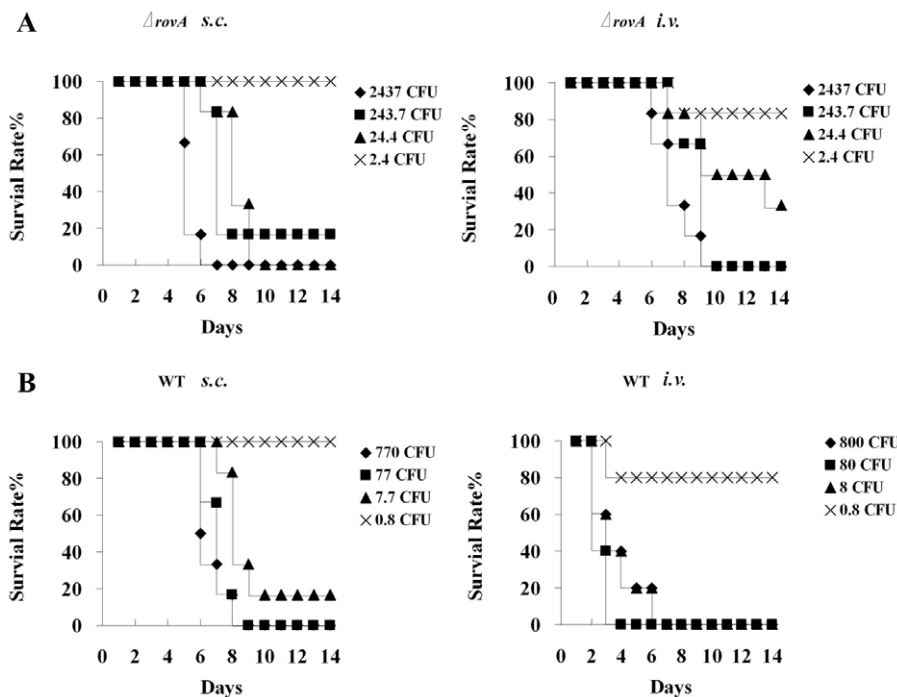 A
⊿rovA s.c.
Survial Rate%
100
80
60
40
20
0
0 2 4 6 8 10 12 14
Days
2437 CFU
243.7 CFU
24.4 CFU
2.4 CFU
⊿rovA i.v.
Survial Rate%
100
80
60
40
20
0
0 2 4 6 8 10 12 14
Days
2437 CFU
243.7 CFU
24.4 CFU
2.4 CFU
B
WT s.c.
Survial Rate%
100
80
60
40
20
0
0 2 4 6 8 10 12 14
Days
770 CFU
77 CFU
7.7 CFU
0.8 CFU
WT i.v.
Survial Rate%
100
80
60
40
20
0
0 2 4 6 8 10 12 14
Days
800 CFU
80 CFU
8 CFU
0.8 CFU